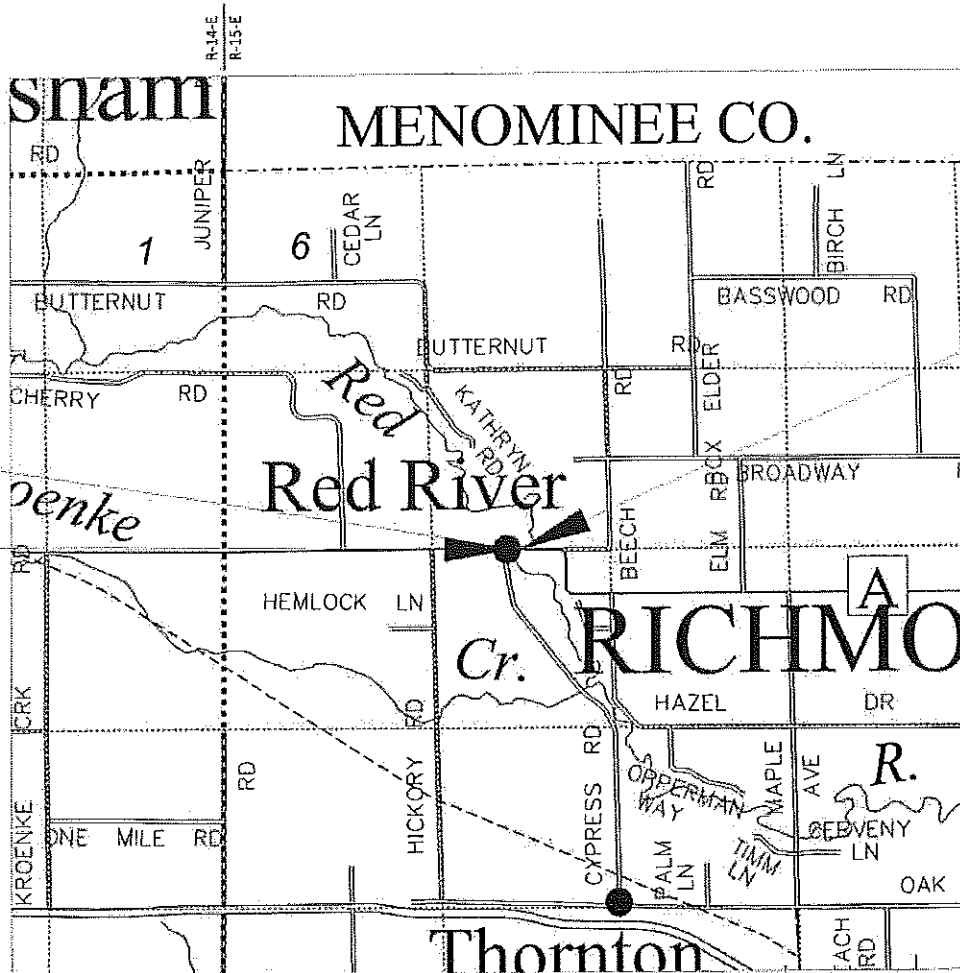 R-14-E
R-15-E
snam
MENOMINEE CO.
RD
JUNIPER
1
6
CEDAR
LN
RD
BIRCH LN
BUTTERNUT RD
BASSWOOD RD
BUTTERNUT RD
CHERRY RD
Red
KATHRYN
RD
RD
BOX ELDER
RD
Red River
BROADWAY
oenke
RD
BEECH
ELM
A
HEMLOCK LN
RICHMO
Cr.
CRK
RD
HAZEL DR
RD
RD
R.
OPPERMAN
WAY
MAPLE
AVE
KROENKE
ONE MILE RD
HICKORY
CYPRESS
PALM
LN
TIMM
LN
CERVENY
LN
OAK
Thornton
EACH
RD